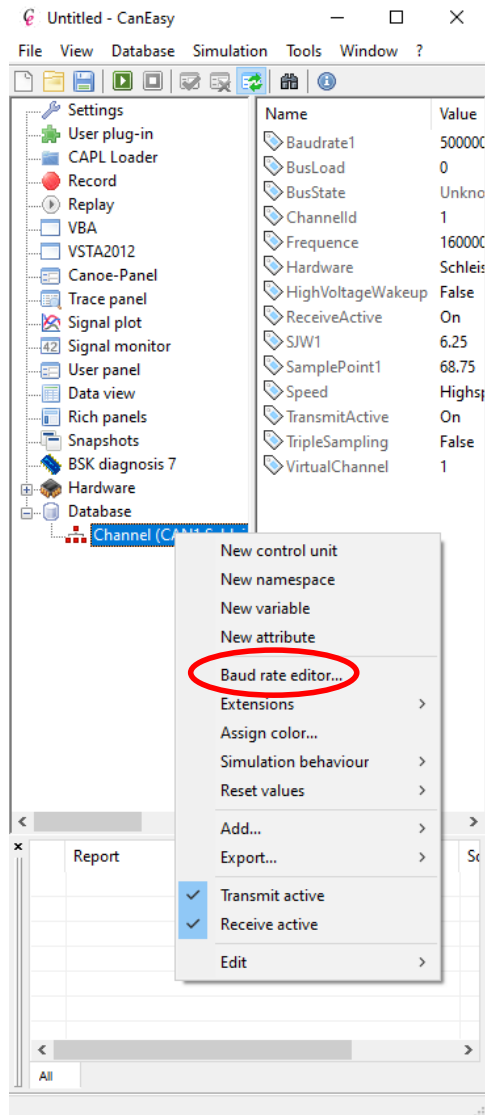 Untitled - CanEasy
File View Database Simulation Tools Window ?
Settings
User plug-in
CAPL Loader
Record
Replay
VBA
VSTA2012
Canoe-Panel
Trace panel
Signal plot
42 Signal monitor
User panel
Data view
Rich panels
Snapshots
BSK diagnosis 7
Hardware
Database
Channel (CAN1 Schlei
Name Value
Baudrate1 500000
BusLoad 0
BusState Unkno
ChannelId 1
Frequence 160000
Hardware Schleis
HighVoltageWakeup False
ReceiveActive On
SJW1 6.25
SamplePoint1 68.75
Speed Highsp
TransmitActive On
TripleSampling False
VirtualChannel 1
New control unit
New namespace
New variable
New attribute
Baud rate editor...
Extensions
Assign color...
Simulation behaviour
Reset values
Add...
Export...
Transmit active
Receive active
Edit
Report
All